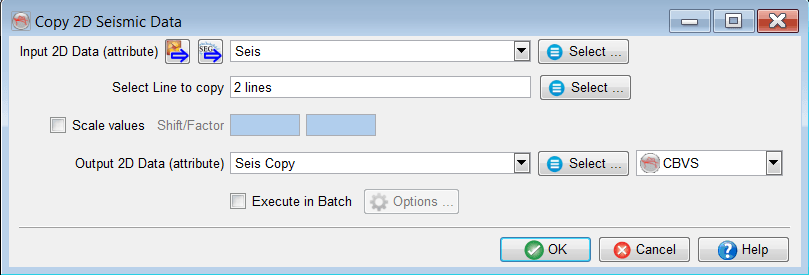 Copy 2D Seismic Data
Input 2D Data (attribute) SEG Seis Select ...
Select Line to copy 2 lines Select ...
Scale values Shift/Factor
Output 2D Data (attribute) Seis Copy Select ... CBVS
Execute in Batch Options ...
OK Cancel Help